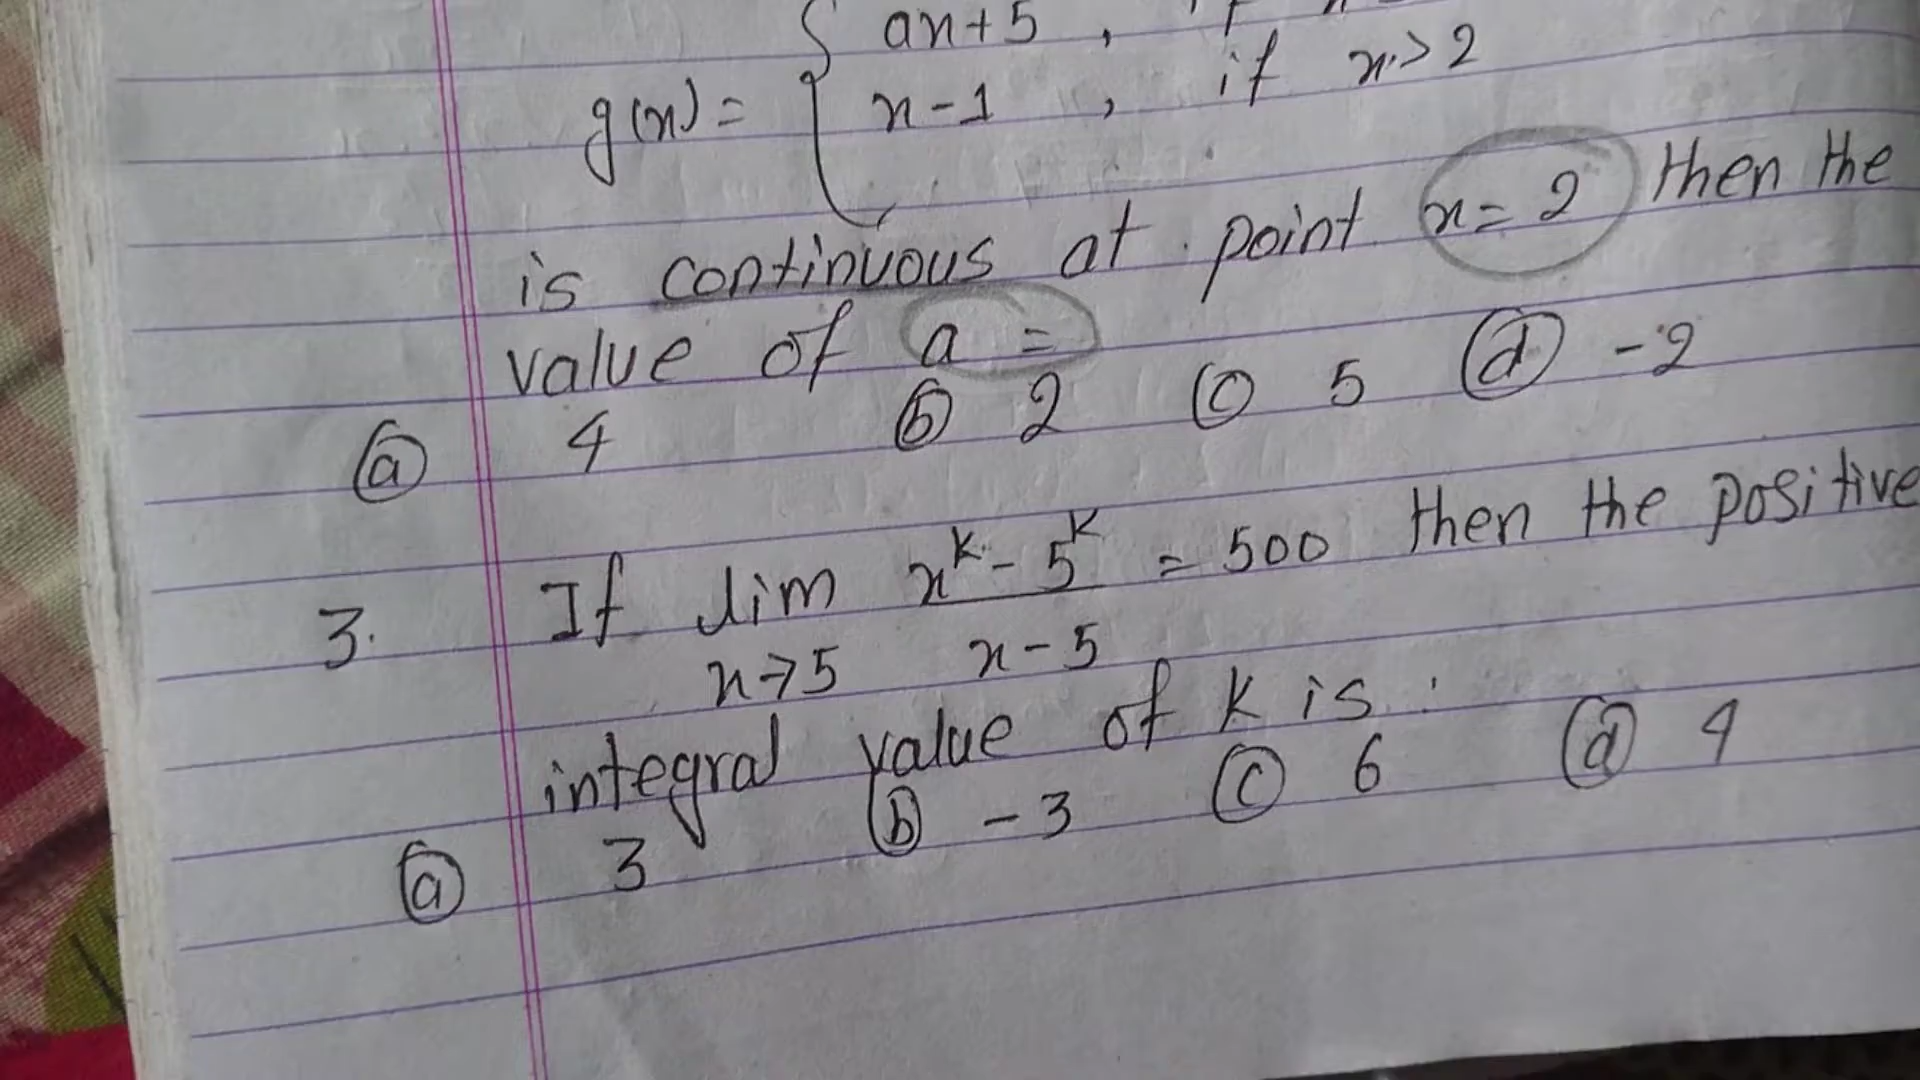 ax+5 , if
g(x) = { x-1 , if x>2
is continuous at point x=2 then the
value of a =
ⓐ 4 ⓑ 2 ⓒ 5 ⓓ -2
3. If lim x→5 (x^k - 5^k)/(x-5) = 500 then the positive
integral value of k is :
ⓐ 3 ⓑ -3 ⓒ 6 ⓓ 4